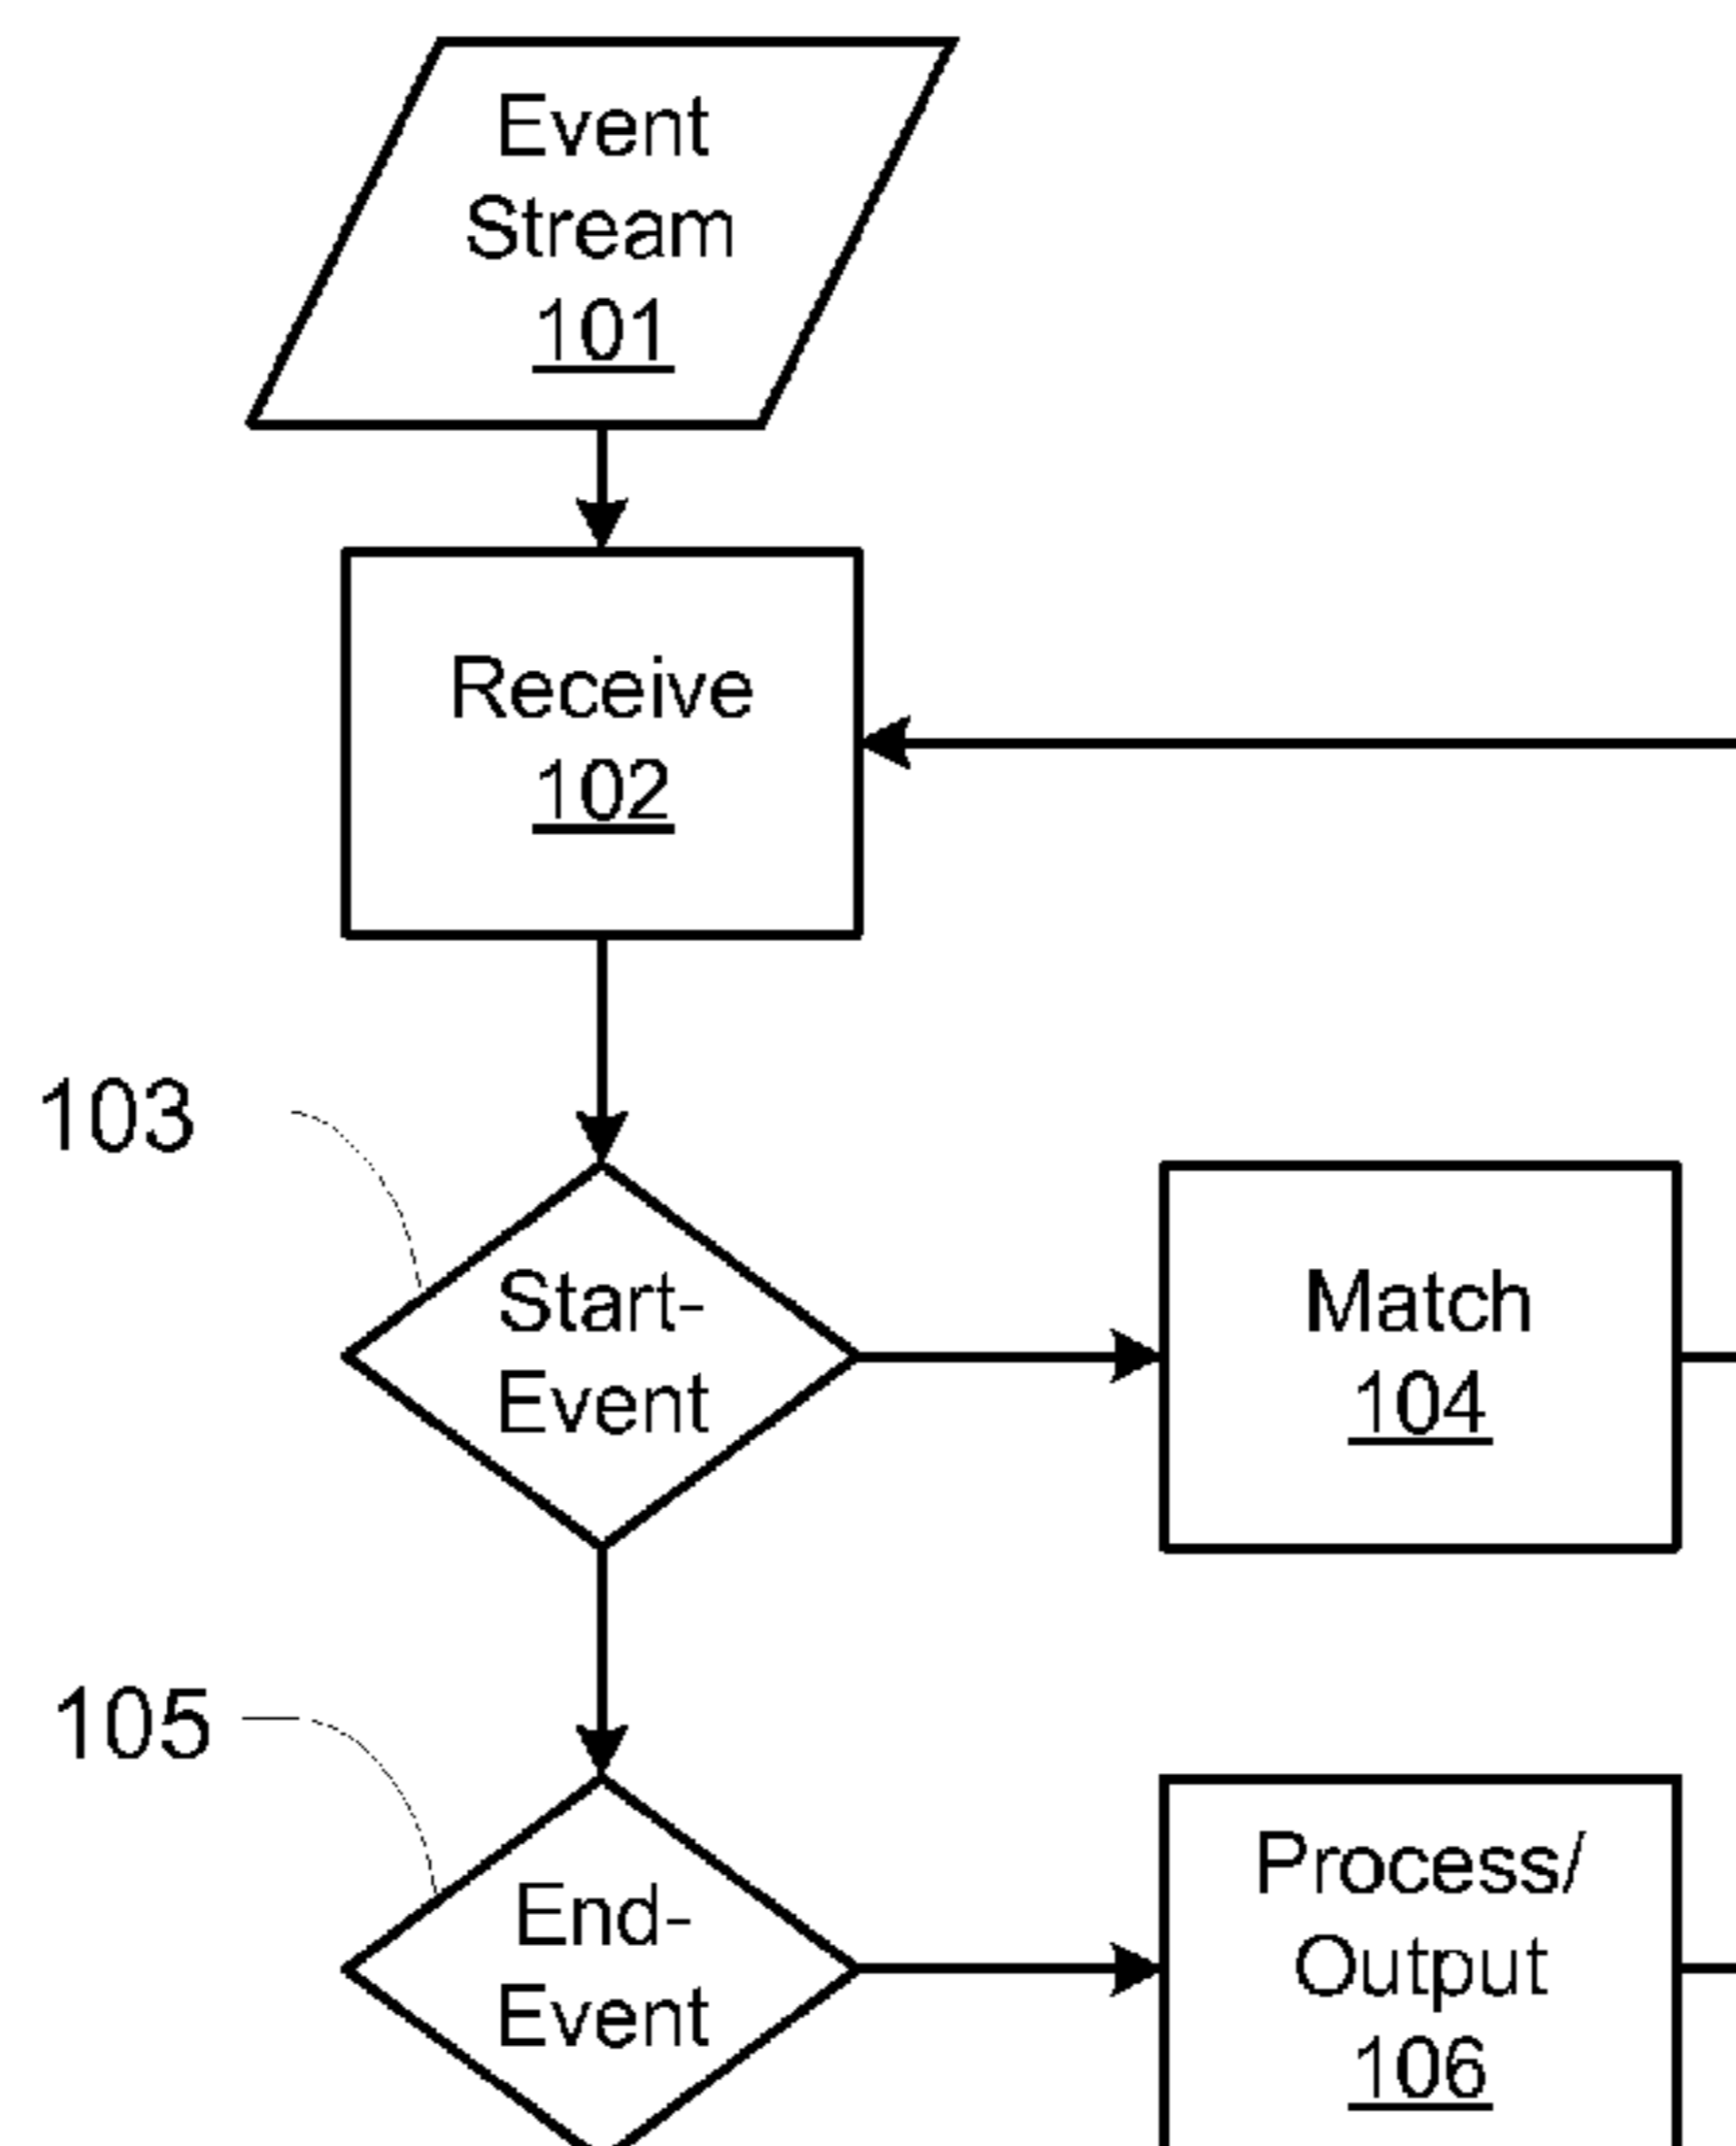 Event
Stream
101
Receive
102
103
Start-
Event
Match
104
105
End-
Event
Process/
Output
106